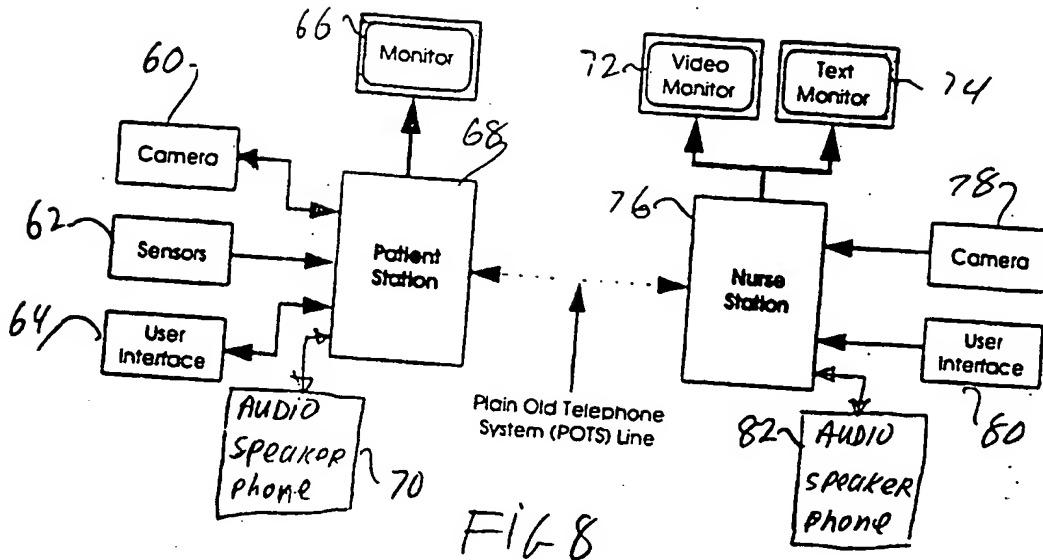 66
Monitor
60
Camera
68
62
Sensors
Patient
Station
64
User
Interface
AUDIO
speaker
phone
70
Plain Old Telephone
System (POTS) Line
72
Video
Monitor
Text
Monitor
74
76
Nurse
Station
78
Camera
User
Interface
80
82
AUDIO
speaker
phone
FIG 8